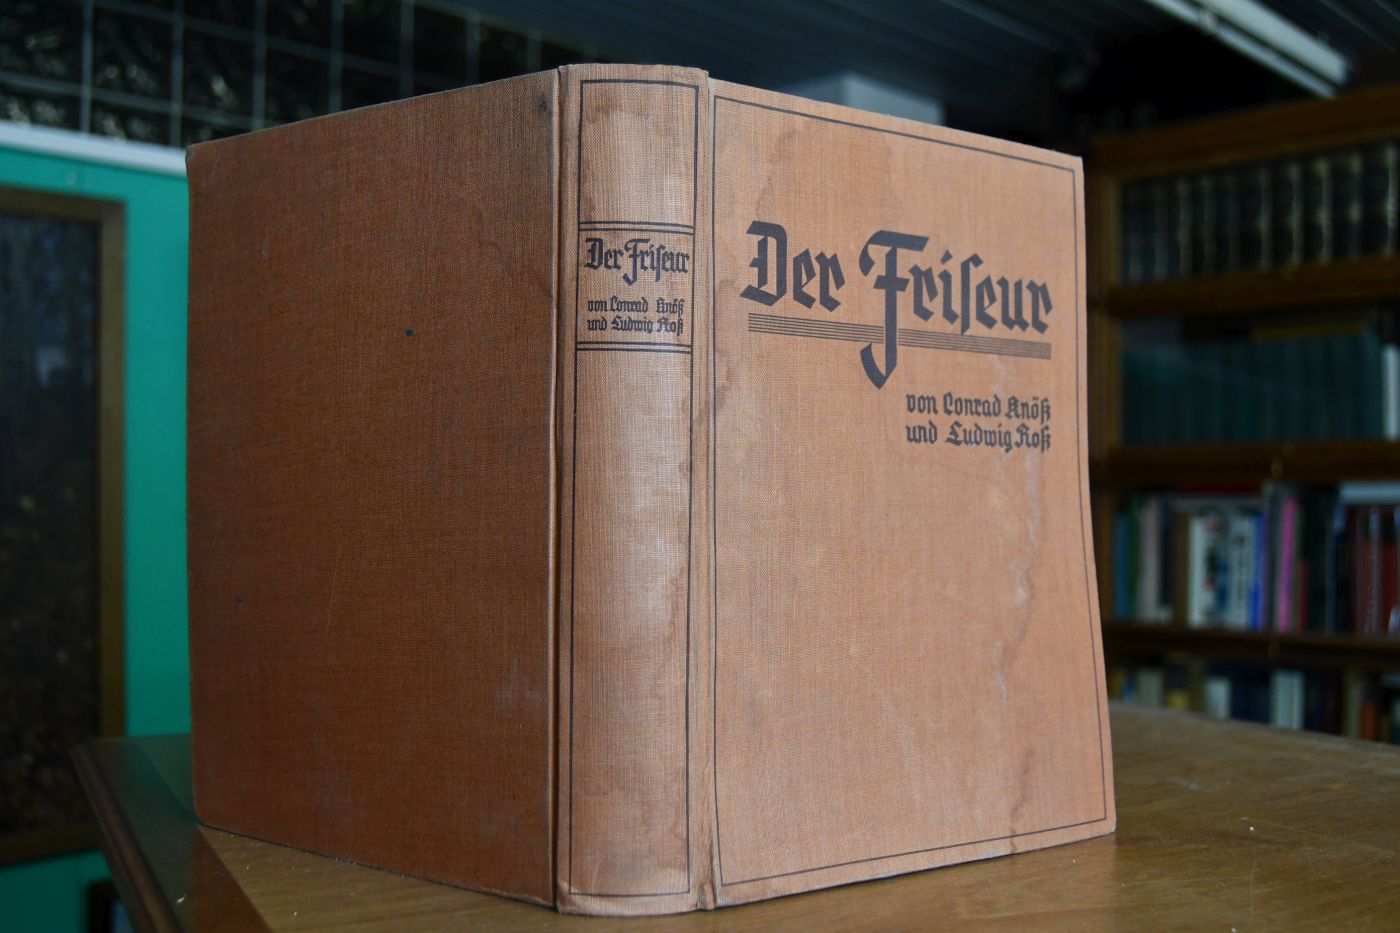 Der Friseur
von Conrad Knöß
und Ludwig Roß
Der Friseur
von Conrad Knöß
und Ludwig Roß